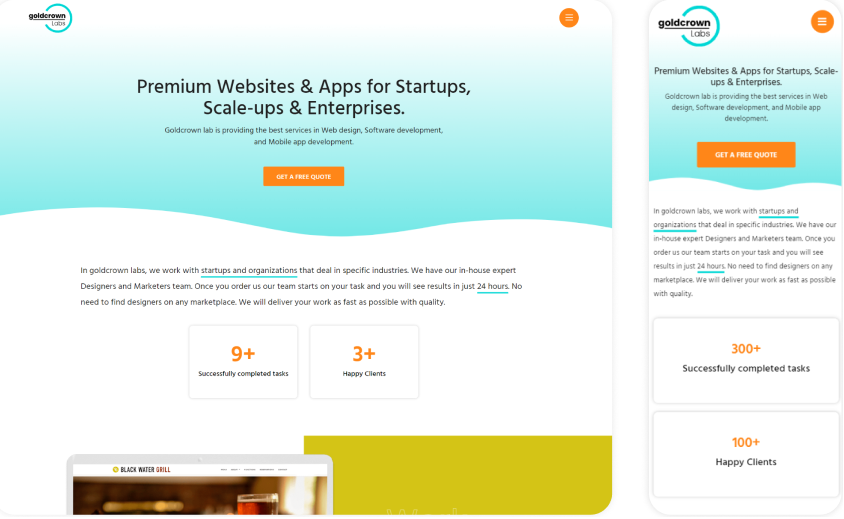 goldcrown
Labs
Premium Websites & Apps for Startups,
Scale-ups & Enterprises.
Goldcrown lab is providing the best services in Web design, Software development,
and Mobile app development.
GET A FREE QUOTE
In goldcrown labs, we work with startups and organizations that deal in specific industries. We have our in-house expert
Designers and Marketers team. Once you order us our team starts on your task and you will see results in just 24 hours. No
need to find designers on any marketplace. We will deliver your work as fast as possible with quality.
9+
Successfully completed tasks
3+
Happy Clients
BLACK WATER GRILL
goldcrown
Labs
Premium Websites & Apps for Startups, Scale-
ups & Enterprises.
Goldcrown lab is providing the best services in Web
design, Software development, and Mobile app
development.
GET A FREE QUOTE
In goldcrown labs, we work with startups and
organizations that deal in specific industries. We have our
in-house expert Designers and Marketers team. Once you
order us our team starts on your task and you will see
results in just 24 hours. No need to find designers on any
marketplace. We will deliver your work as fast as possible
with quality.
300+
Successfully completed tasks
100+
Happy Clients